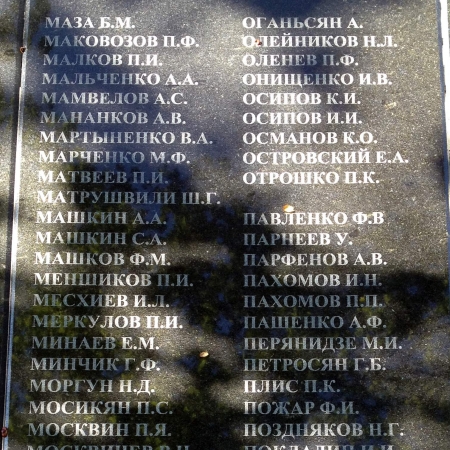 МАЗА Б.М.
МАКОВОЗОВ П.Ф.
МАЛКОВ П.И.
МАЛЬЧЕНКО А.А.
МАМВЕЛОВ А.С.
МАНАНКОВ А.В.
МАРТЫНЕНКО В.А.
МАРЧЕНКО М.Ф.
МАТВЕЕВ П.И.
МАТРУШВИЛИ Ш.Г.
МАШКИН А.А.
МАШКИН С.А.
МАШКОВ Ф.М.
МЕНШИКОВ П.И.
МЕСХИЕВ И.Л.
МЕРКУЛОВ П.И.
МИНАЕВ Е.М.
МИНЧИК Г.Ф.
МОРГУН Н.Д.
МОСИКЯН П.С.
МОСКВИН П.Я.
ОГАНЬСЯН А.
ОЛЕЙНИКОВ Н.Л.
ОЛЕНЕВ П.Ф.
ОНИЩЕНКО И.В.
ОСИПОВ К.И.
ОСИПОВ И.И.
ОСМАНОВ К.О.
ОСТРОВСКИЙ Е.А.
ОТРОШКО П.К.
ПАВЛЕНКО Ф.В
ПАРНЕЕВ У.
ПАРФЕНОВ А.В.
ПАХОМОВ И.Н.
ПАХОМОВ П.П.
ПАЩЕНКО А.Ф.
ПЕРЯНИДЗЕ М.И.
ПЕТРОСЯН Г.Б.
ПЛИС П.К.
ПОЖАР Ф.И.
ПОЗДНЯКОВ Н.Г.